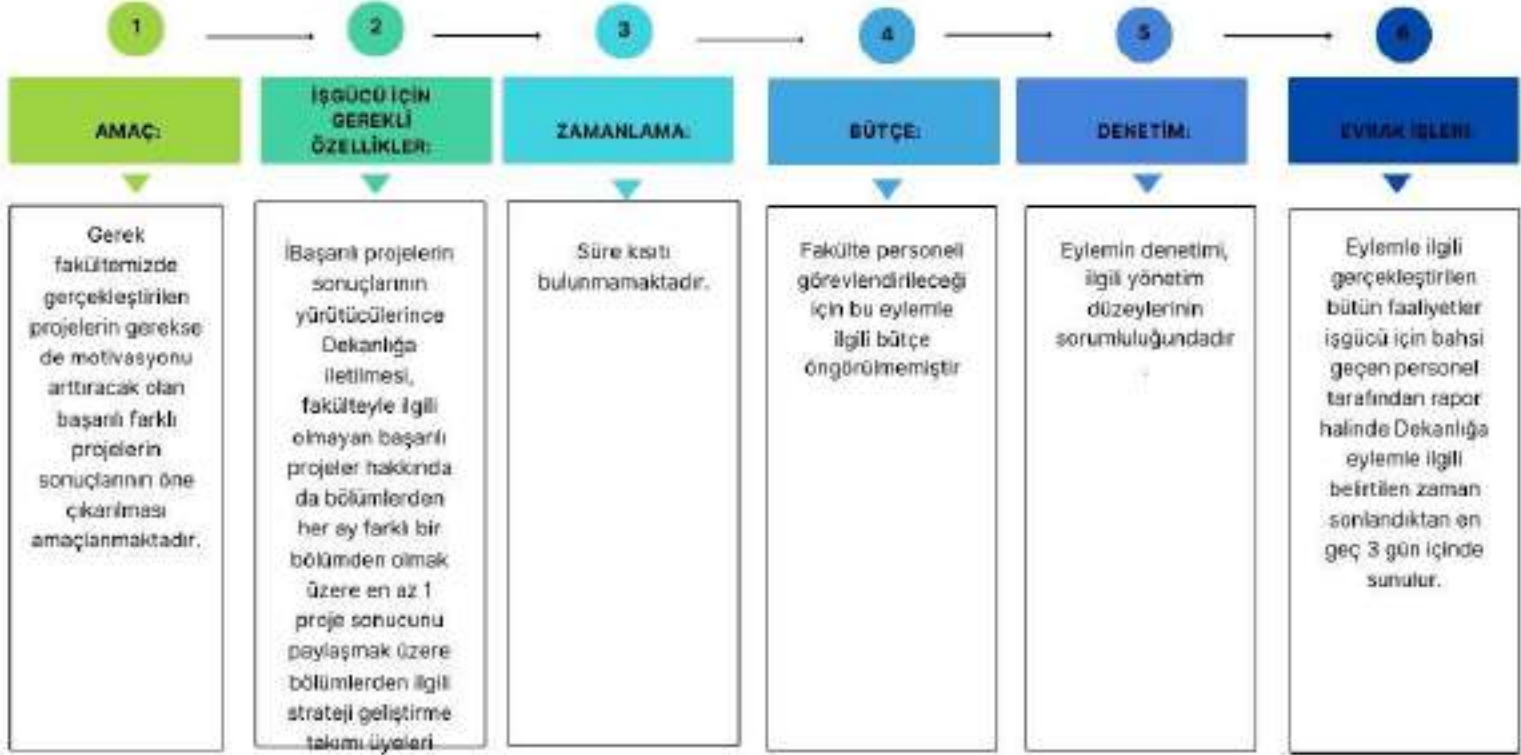 1
AMAÇ:
Gerek
fakültemizde
gerçekleştirilen
projelerin gerekse
de motivasyonu
arttıracak olan
başarılı farklı
projelerin
sonuçlarının öne
çıkarılması
amaçlanmaktadır.
2
İŞGÜCÜ İÇİN
GEREKLİ
ÖZELLİKLER:
İBaşarılı projelerin
sonuçlarının
yürütücülerince
Dekanlığa
iletilmesi,
fakülteyle ilgili
olmayan başarılı
projeler hakkında
da bölümlerden
her ay farklı bir
bölümden olmak
üzere en az 1
proje sonucunu
paylaşmak üzere
bölümlerden ilgili
strateji geliştirme
takımı üyeleri
3
ZAMANLAMA:
Süre kısıtı
bulunmamaktadır.
4
BÜTÇE:
Fakülte personeli
görevlendirileceği
için bu eylemle
ilgili bütçe
öngörülmemiştir
5
DENETİM:
Eylemin denetimi,
ilgili yönetim
düzeylerinin
sorumluluğundadır
.
6
EVRAK İŞLERİ:
Eylemle ilgili
gerçekleştirilen
bütün faaliyetler
işgücü için bahsi
geçen personel
tarafından rapor
halinde Dekanlığa
eylemle ilgili
belirtilen zaman
sonlandıktan en
geç 3 gün içinde
sunulur.